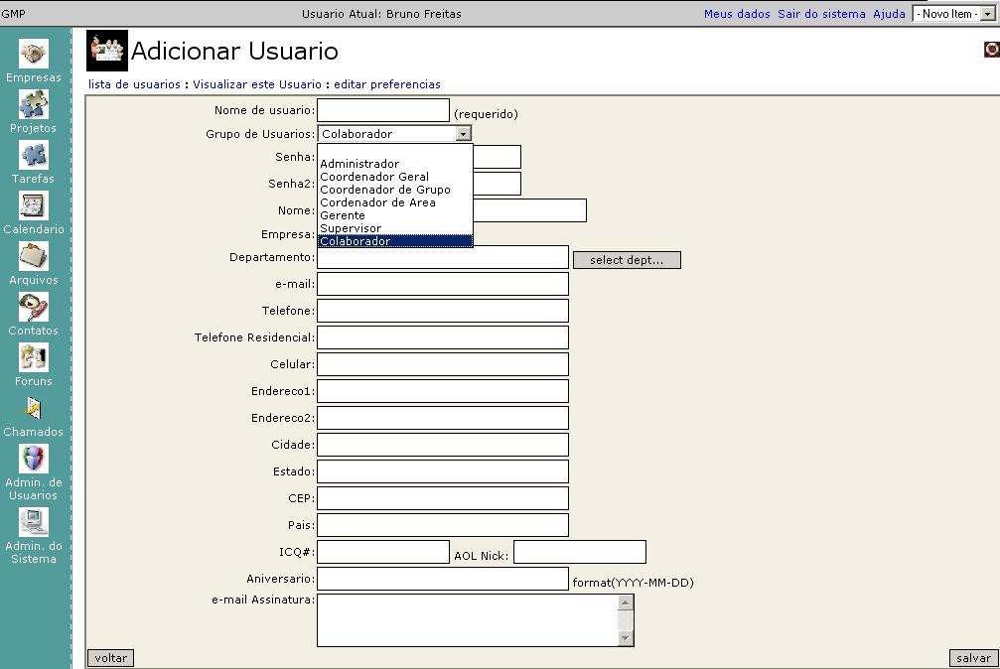 GMP Usuario Atual: Bruno Freitas Meus dados Sair do sistema Ajuda - Novo Item -
Empresas
Projetos
Tarefas
Calendario
Arquivos
Contatos
Foruns
Chamados
Admin. de
Usuarios
Admin. do
Sistema
Adicionar Usuario
lista de usuarios : Visualizar este Usuario : editar preferencias
Nome de usuario: (requerido)
Grupo de Usuarios: Colaborador
Administrador
Coordenador Geral
Coordenador de Grupo
Cordenador de Area
Gerente
Supervisor
Colaborador
Senha:
Senha2:
Nome:
Empresa:
Departamento: select dept...
e-mail:
Telefone:
Telefone Residencial:
Celular:
Endereco1:
Endereco2:
Cidade:
Estado:
CEP:
Pais:
ICQ#: AOL Nick:
Aniversario: format(YYYY-MM-DD)
e-mail Assinatura:
voltar salvar